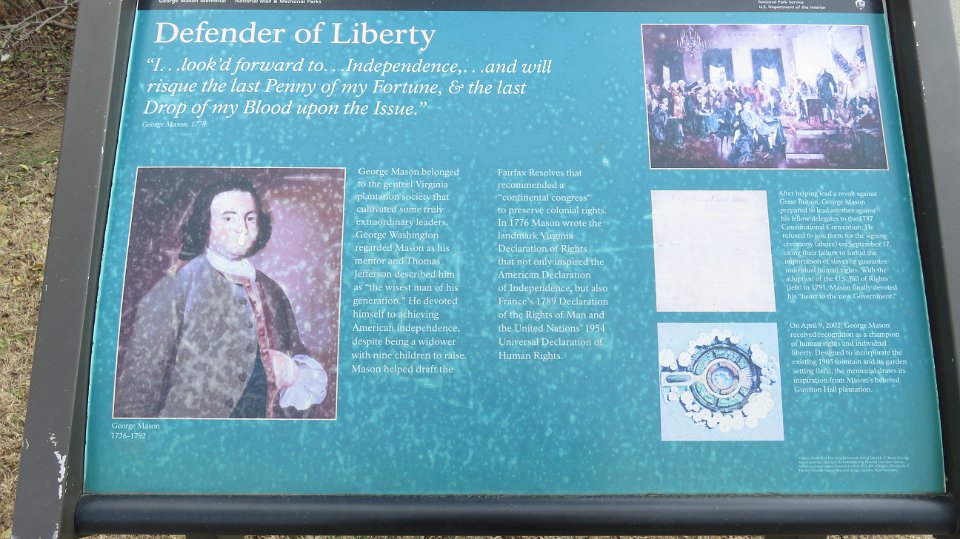 George Mason Memorial National Mall & Memorial Parks
National Park Service
U.S. Department of the Interior
Defender of Liberty
“I. . .look’d forward to. . .Independence,. . .and will
risque the last Penny of my Fortune, & the last
Drop of my Blood upon the Issue.”
George Mason, 1778
George Mason
1726–1792
George Mason belonged
to the genteel Virginia
plantation society that
cultivated some truly
extraordinary leaders.
George Washington
regarded Mason as his
mentor and Thomas
Jefferson described him
as “the wisest man of his
generation.” He devoted
himself to achieving
American independence,
despite being a widower
with nine children to raise.
Mason helped draft the
Fairfax Resolves that
recommended a
“continental congress”
to preserve colonial rights.
In 1776 Mason wrote the
landmark Virginia
Declaration of Rights
that not only inspired the
American Declaration
of Independence, but also
France’s 1789 Declaration
of the Rights of Man and
the United Nations’ 1954
Universal Declaration of
Human Rights.
After helping lead a revolt against
Great Britain, George Mason
prepared to lead another against
his fellow delegates to the 1787
Constitutional Convention. He
refused to join them for the signing
ceremony (above) on September 17,
citing their failure to forbid the
importation of slaves or guarantee
individual human rights. With the
adoption of the U.S. Bill of Rights
(left) in 1791, Mason finally devoted
his “heart to the new Government.”
On April 9, 2002, George Mason
received recognition as a champion
of human rights and individual
liberty. Designed to incorporate the
existing 1905 fountain and its garden
setting (left), the memorial draws its
inspiration from Mason’s beloved
Gunston Hall plantation.